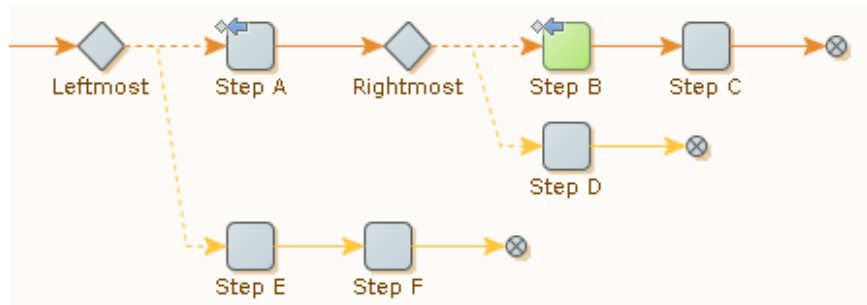 Leftmost
Step A
Rightmost
Step B
Step C
Step D
Step E
Step F